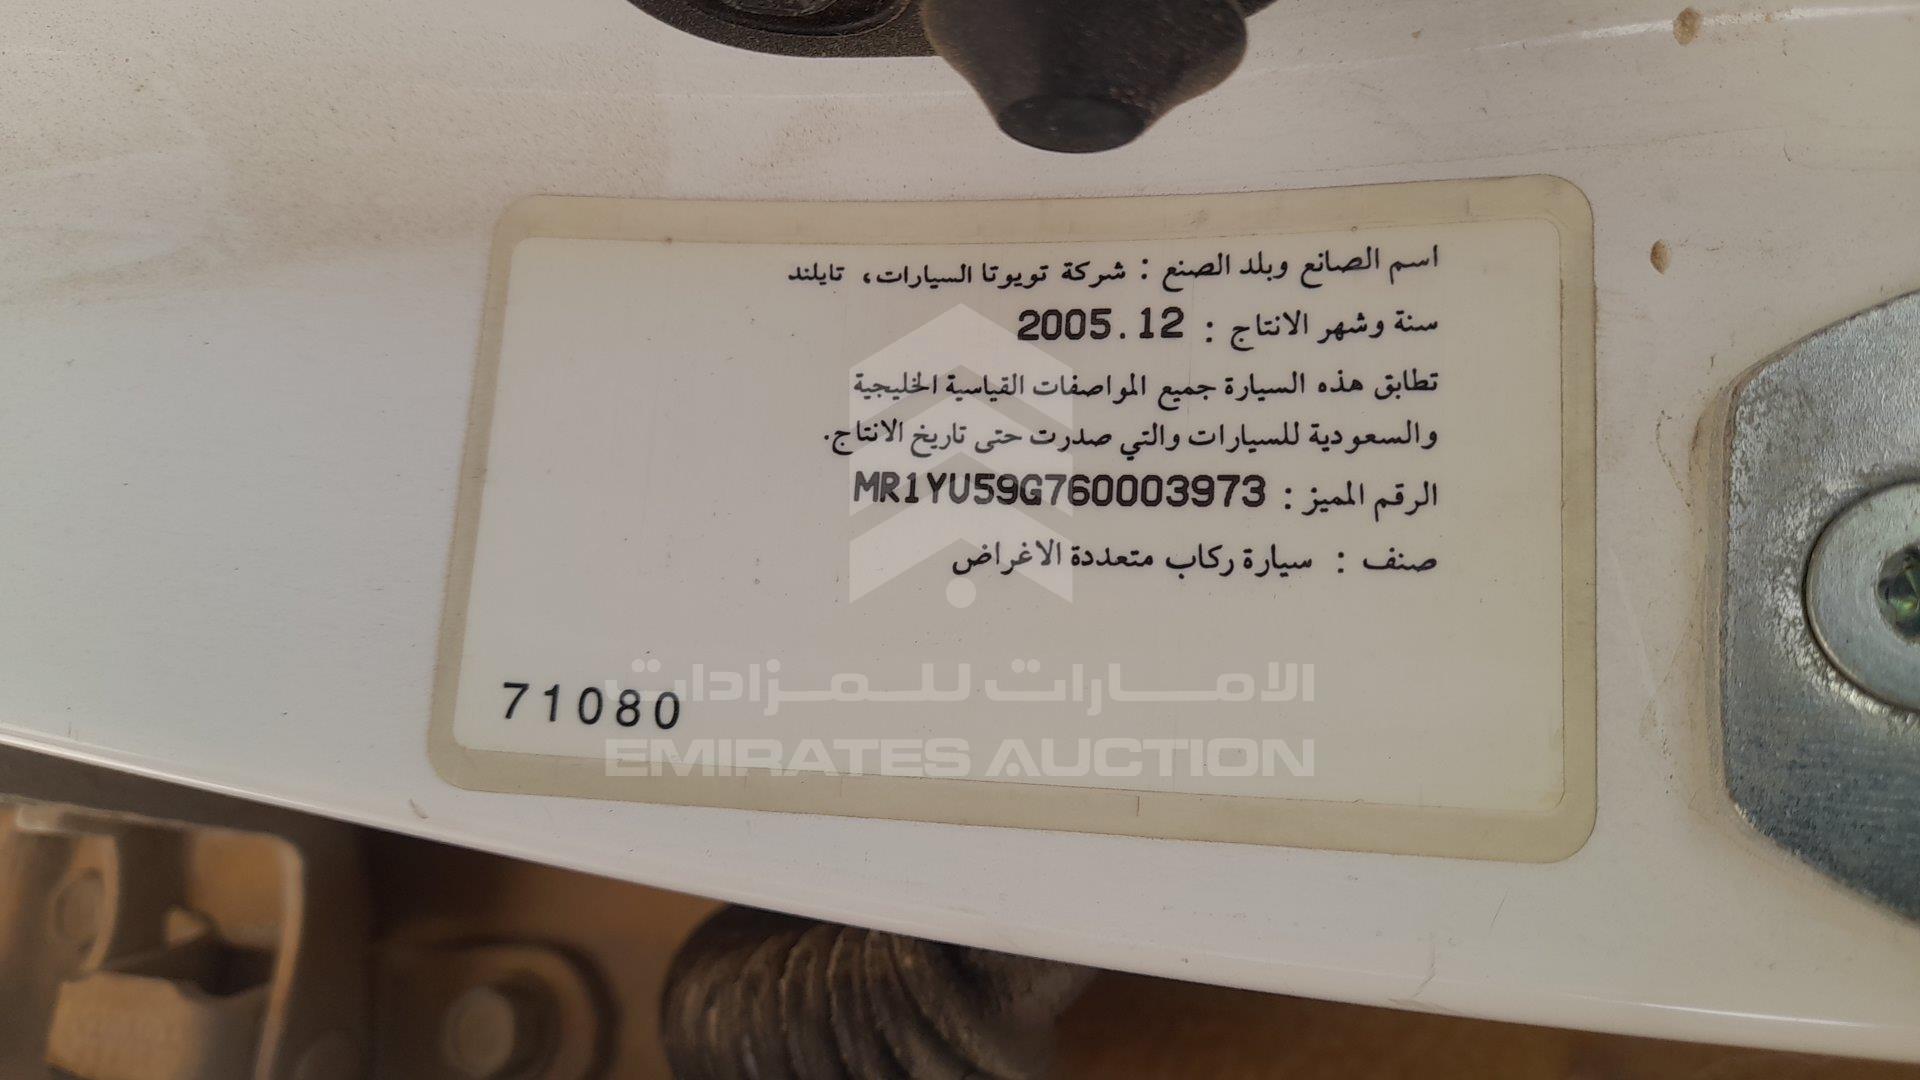 اسم الصانع وبلد الصنع : شركة تويوتا السيارات، تايلند
سنة وشهر الانتاج : 2005.12
تطابق هذه السيارة جميع المواصفات القياسية الخليجية
والسعودية للسيارات والتي صدرت حتى تاريخ الانتاج.
الرقم المميز : MR1YU59G760003973
صنف : سيارة ركاب متعددة الاغراض
71080
الامارات للمزادات
EMIRATES AUCTION